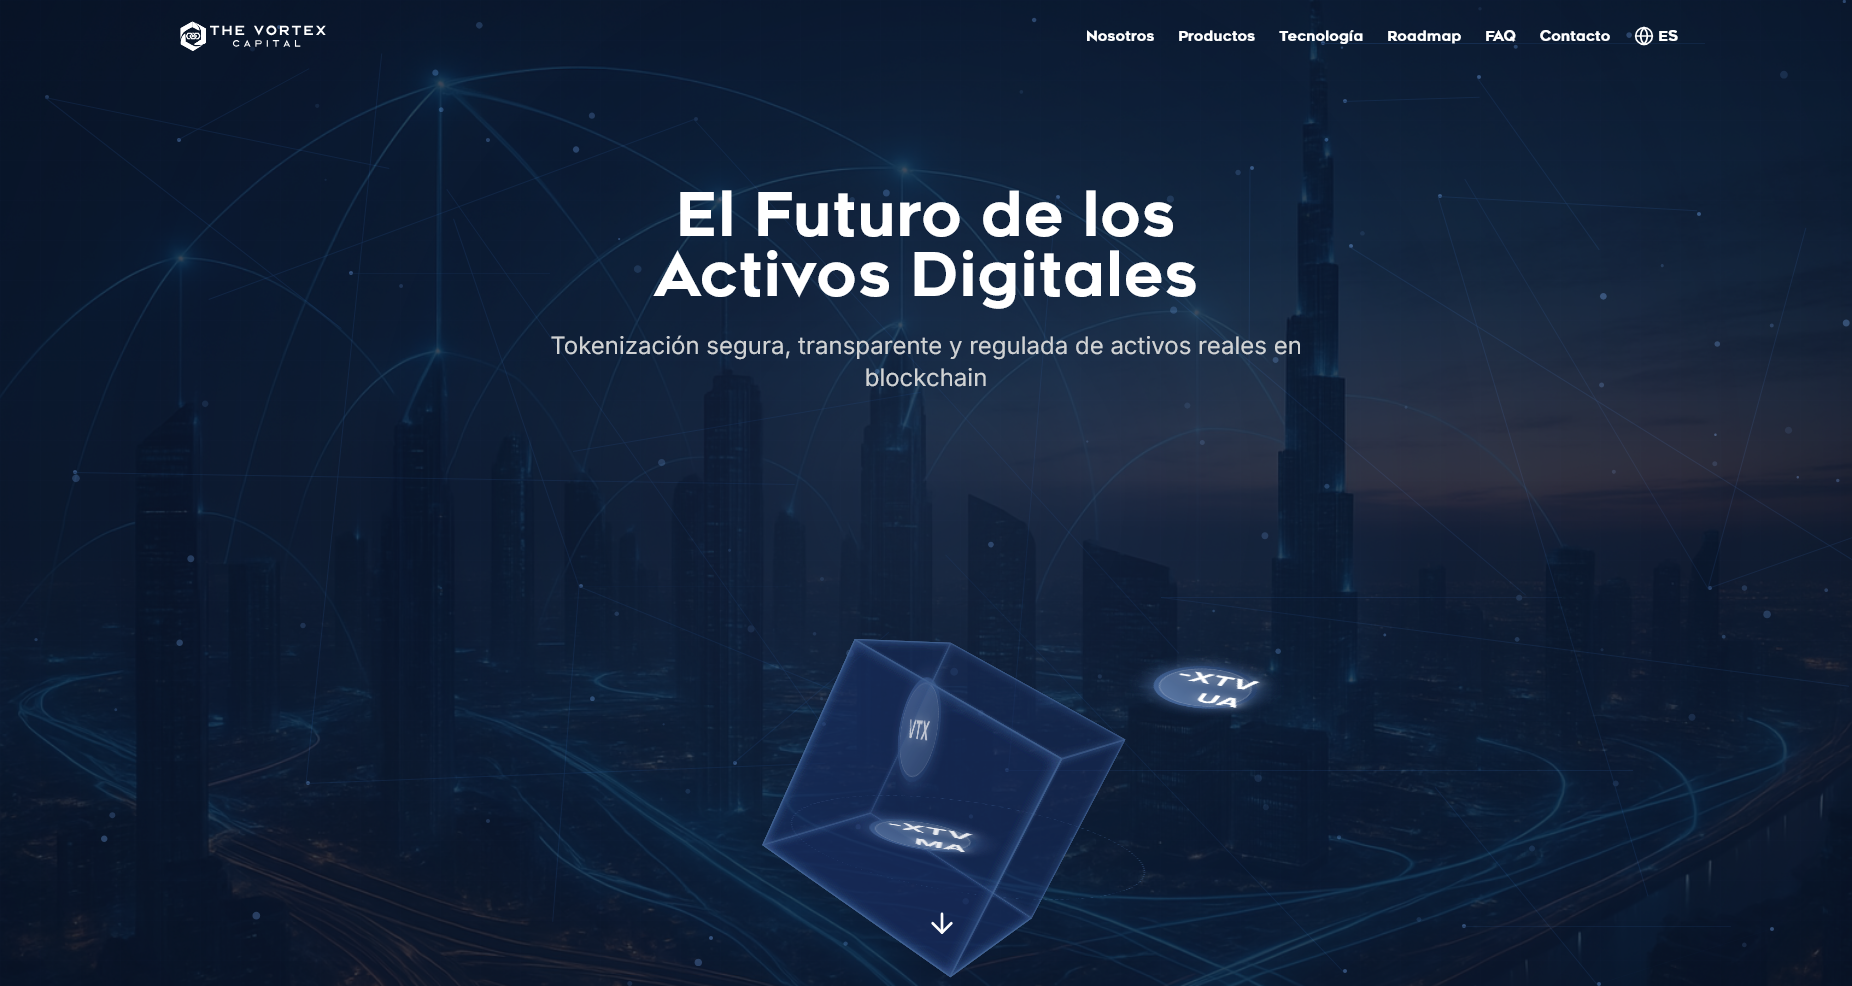 THE VORTEX
CAPITAL
Nosotros Productos Tecnología Roadmap FAQ Contacto ES
El Futuro de los
Activos Digitales
Tokenización segura, transparente y regulada de activos reales en
blockchain
-XTV
UA
VTX
-XTV
MA